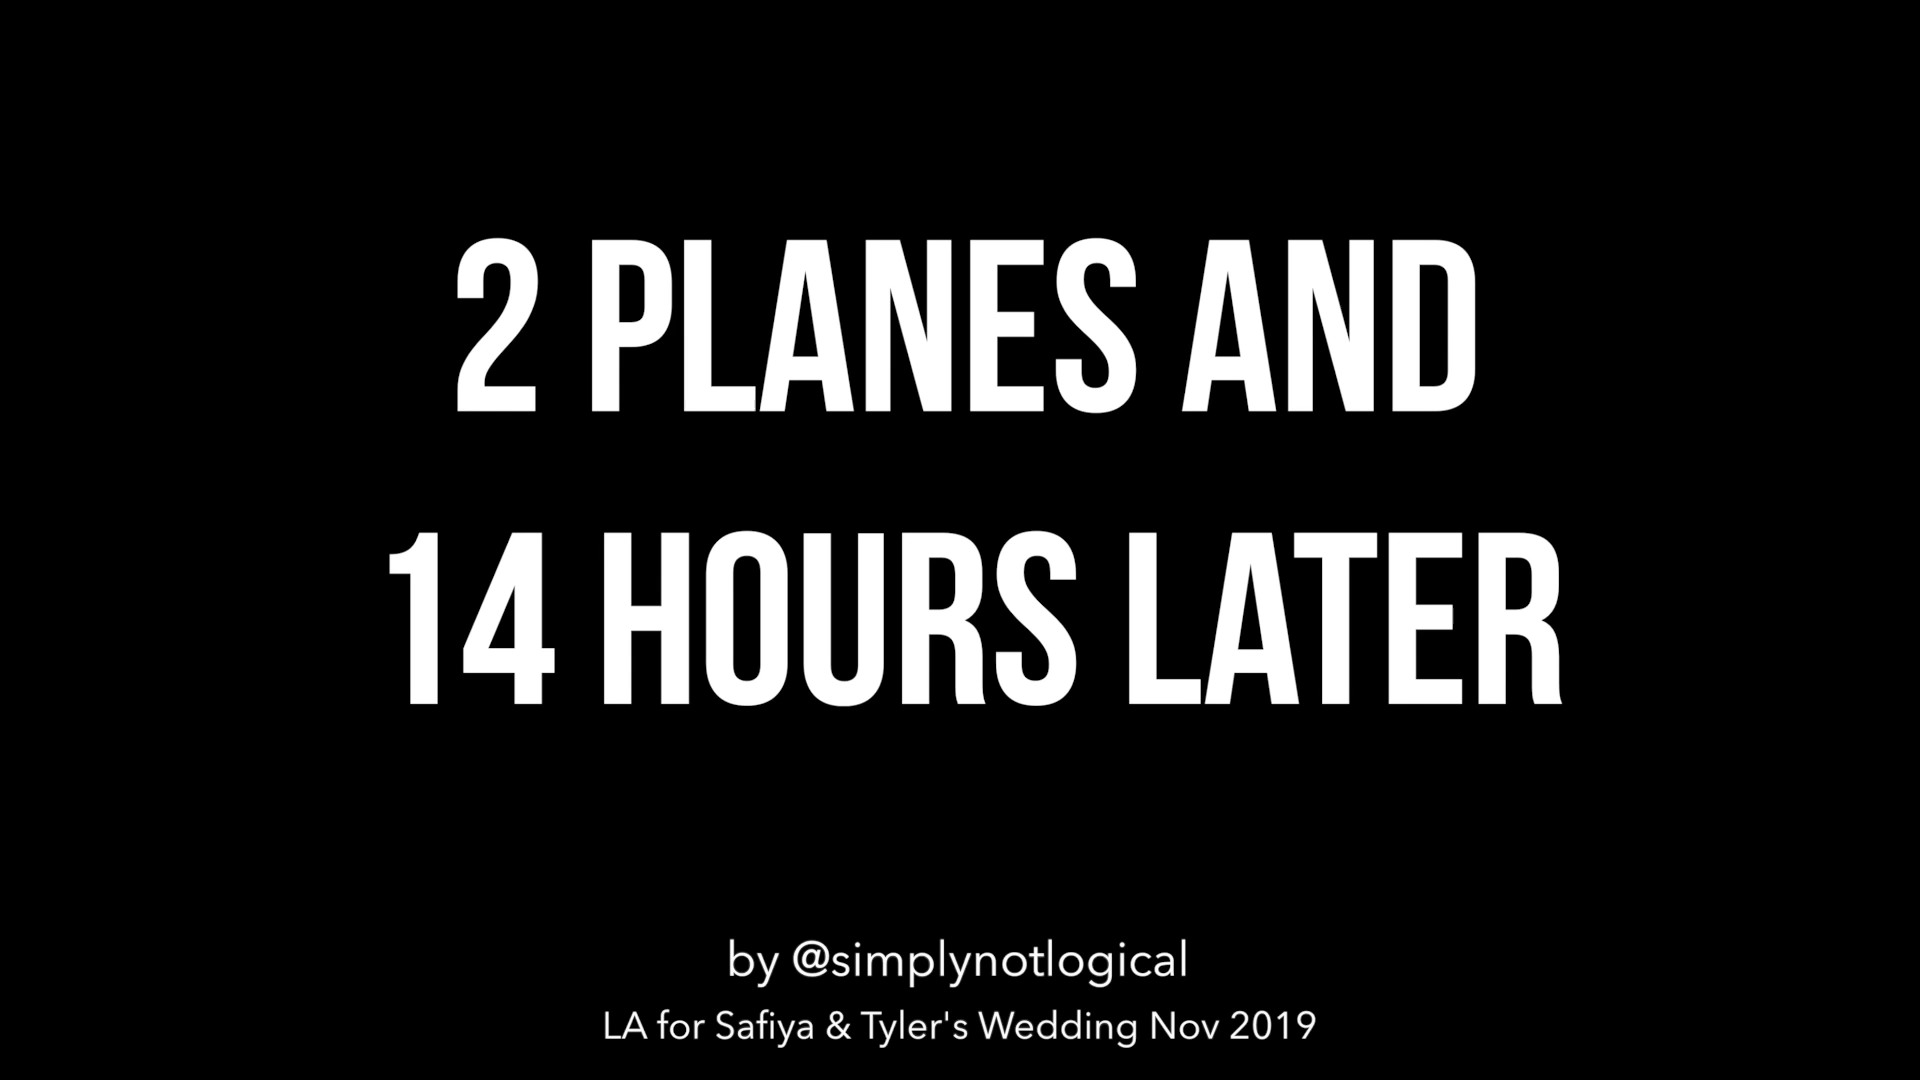 2 PLANES AND
14 HOURS LATER
by @simplynotlogical
LA for Safiya & Tyler's Wedding Nov 2019